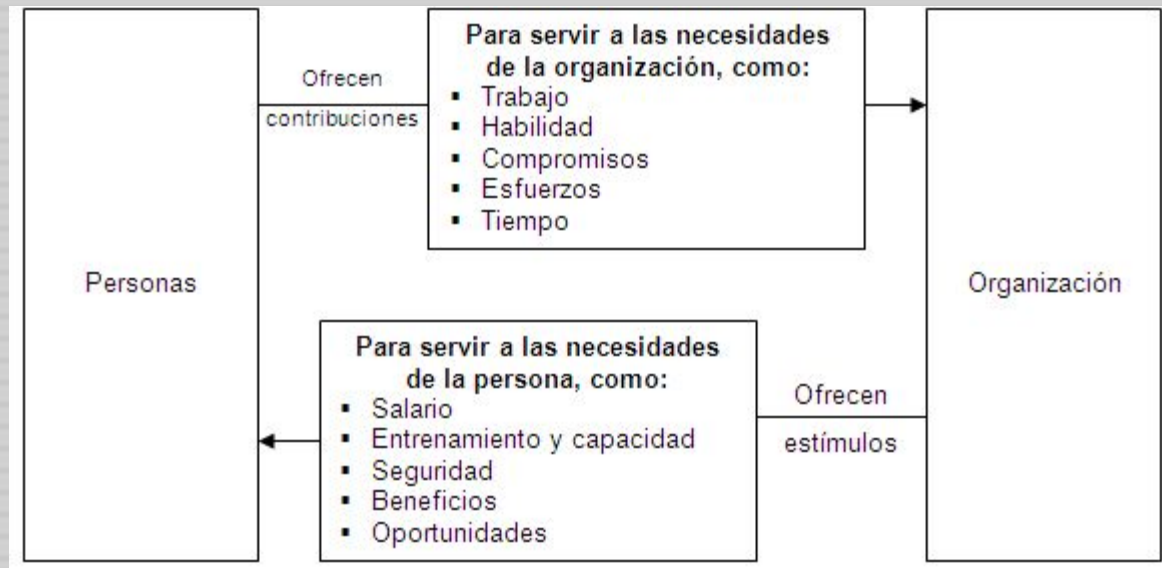 Personas
Ofrecen
contribuciones
Para servir a las necesidades
de la organización, como:
▪ Trabajo
▪ Habilidad
▪ Compromisos
▪ Esfuerzos
▪ Tiempo
Organización
Para servir a las necesidades
de la persona, como:
▪ Salario
▪ Entrenamiento y capacidad
▪ Seguridad
▪ Beneficios
▪ Oportunidades
Ofrecen
estímulos